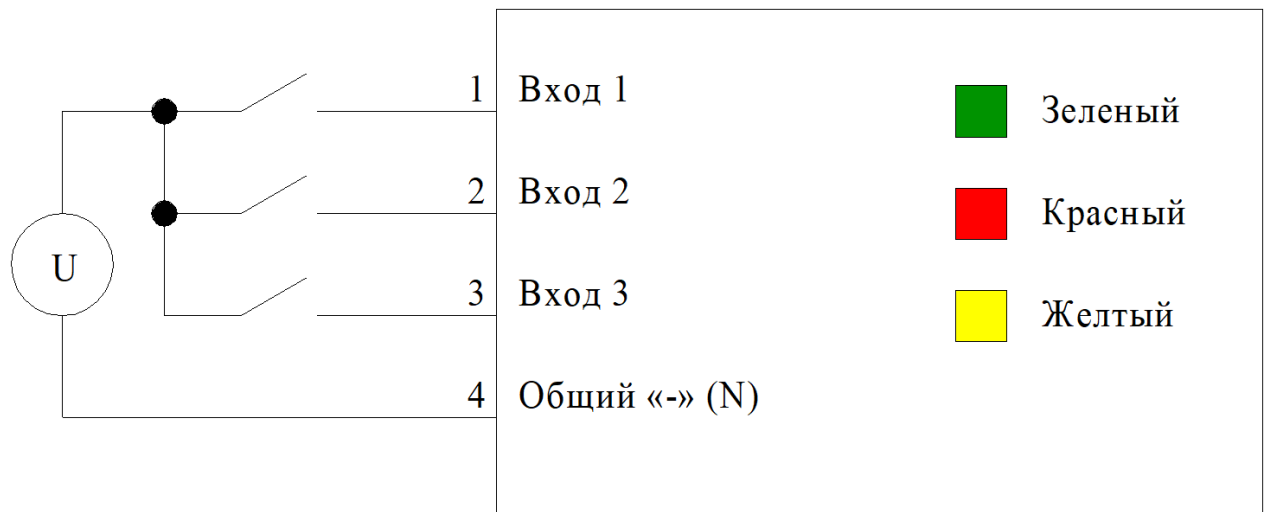 1 Вход 1
Зеленый
2 Вход 2
Красный
U
3 Вход 3
Желтый
4 Общий «-» (N)